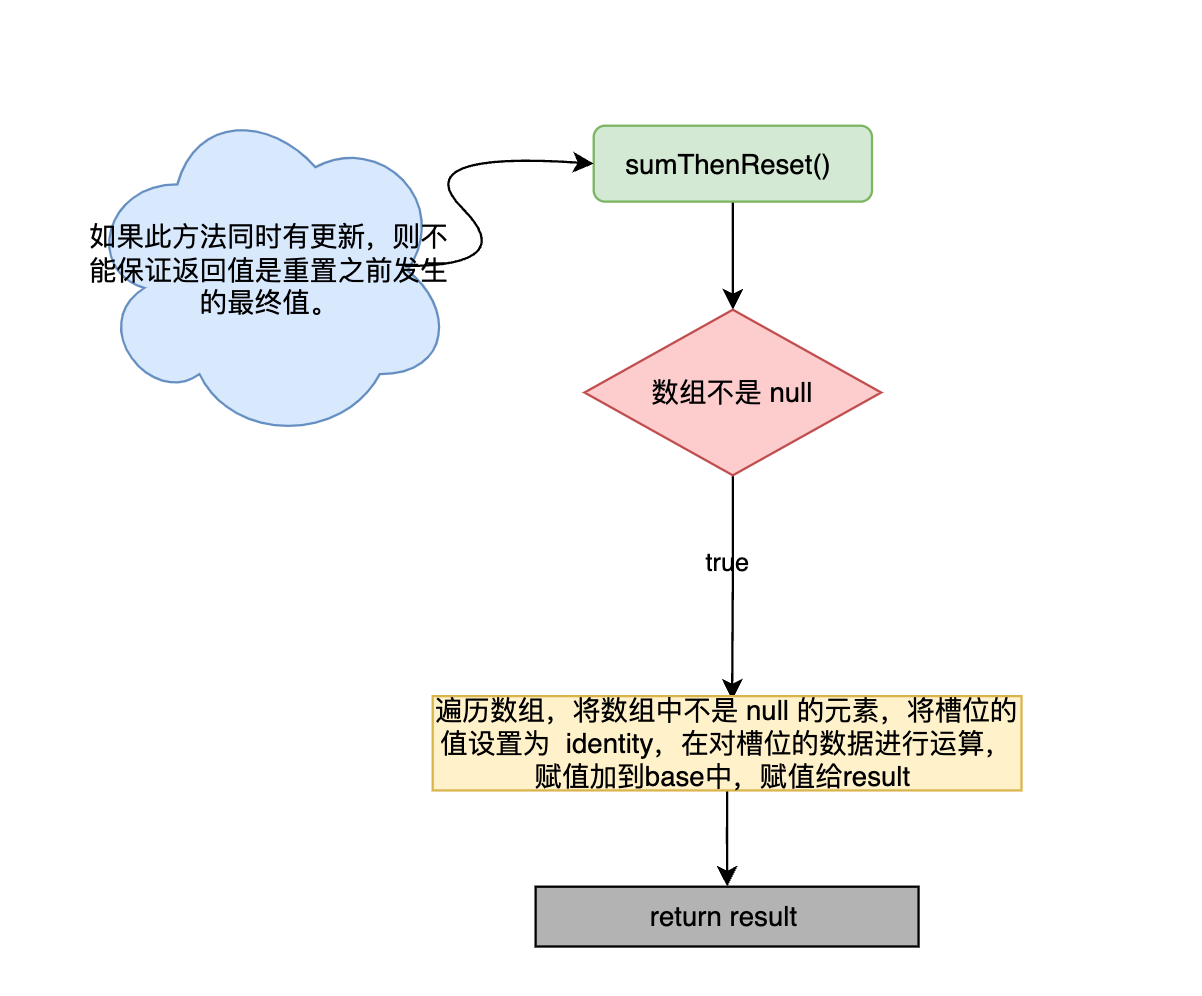 sumThenReset()
如果此方法同时有更新，则不
能保证返回值是重置之前发生
的最终值。
数组不是 null
true
遍历数组，将数组中不是 null 的元素，将槽位的
值设置为 identity，在对槽位的数据进行运算，
赋值加到base中，赋值给result
return result